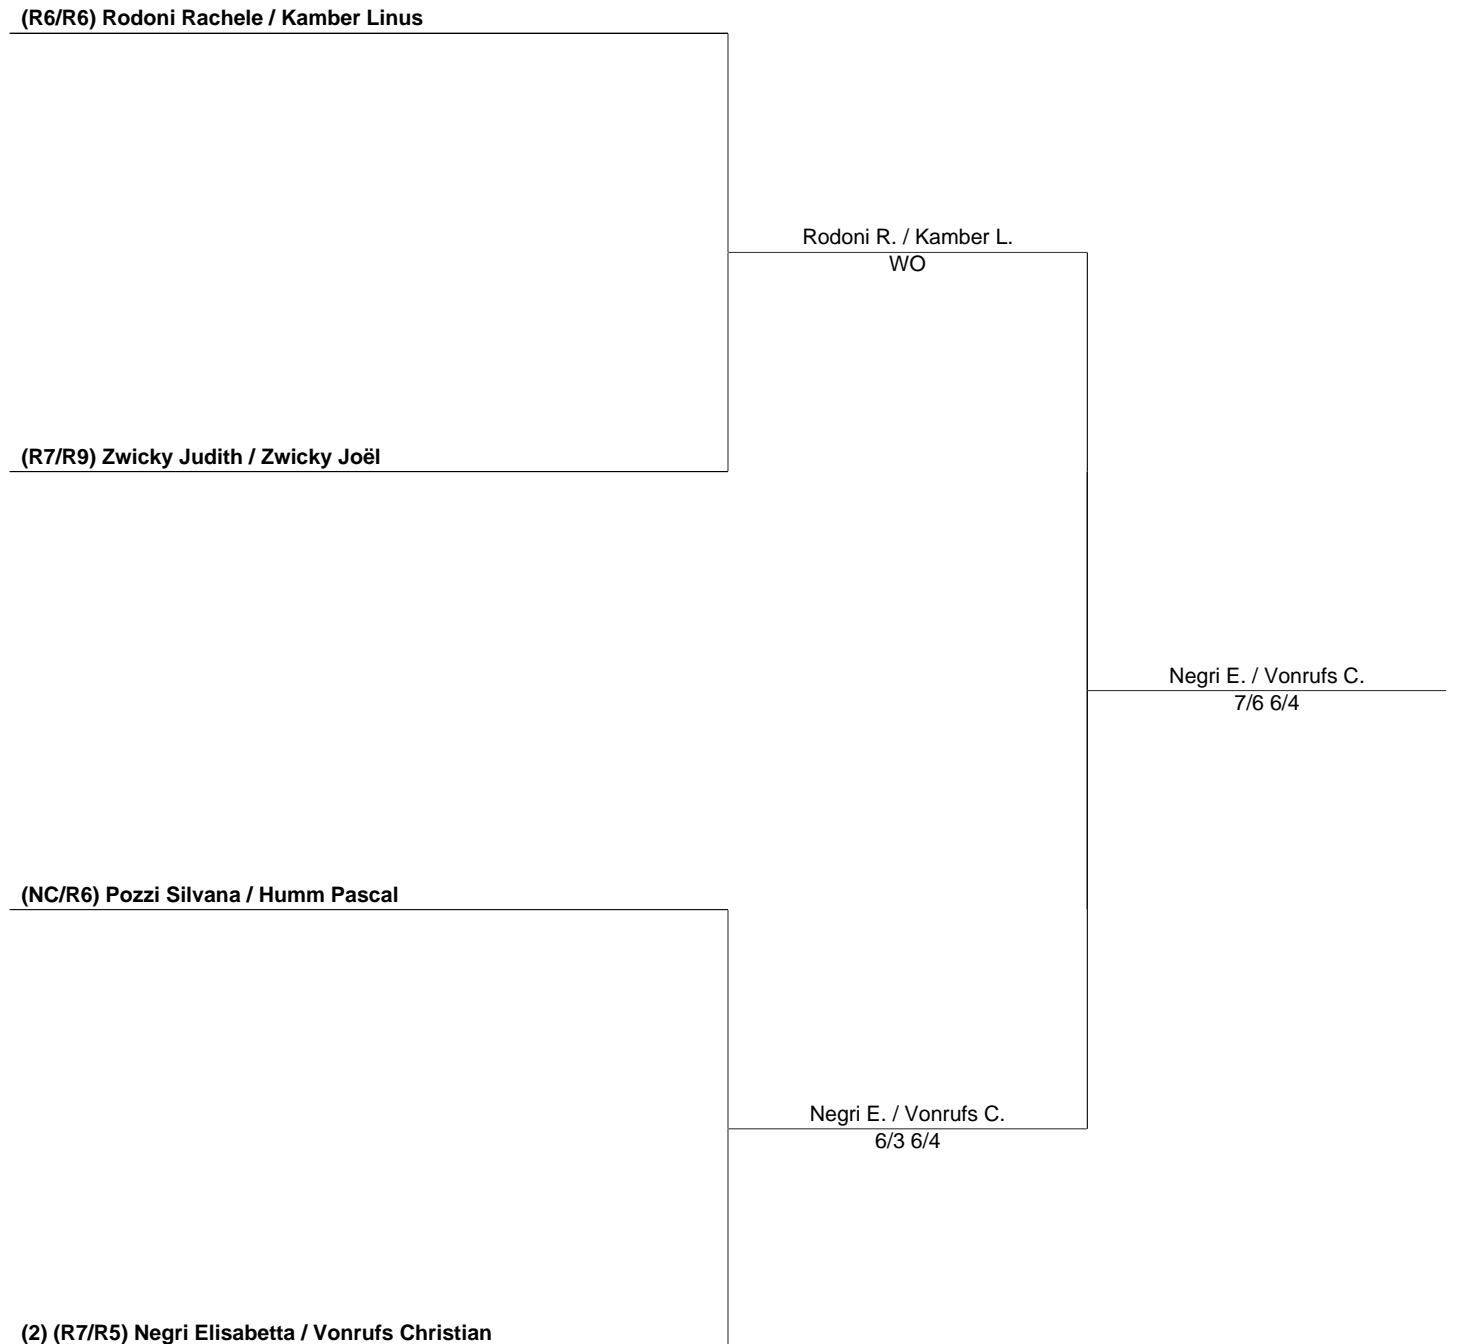 (R6/R6) Rodoni Rachele / Kamber Linus
Rodoni R. / Kamber L.
WO
(R7/R9) Zwicky Judith / Zwicky Joël
Negri E. / Vonrufs C.
7/6 6/4
(NC/R6) Pozzi Silvana / Humm Pascal
Negri E. / Vonrufs C.
6/3 6/4
(2) (R7/R5) Negri Elisabetta / Vonrufs Christian